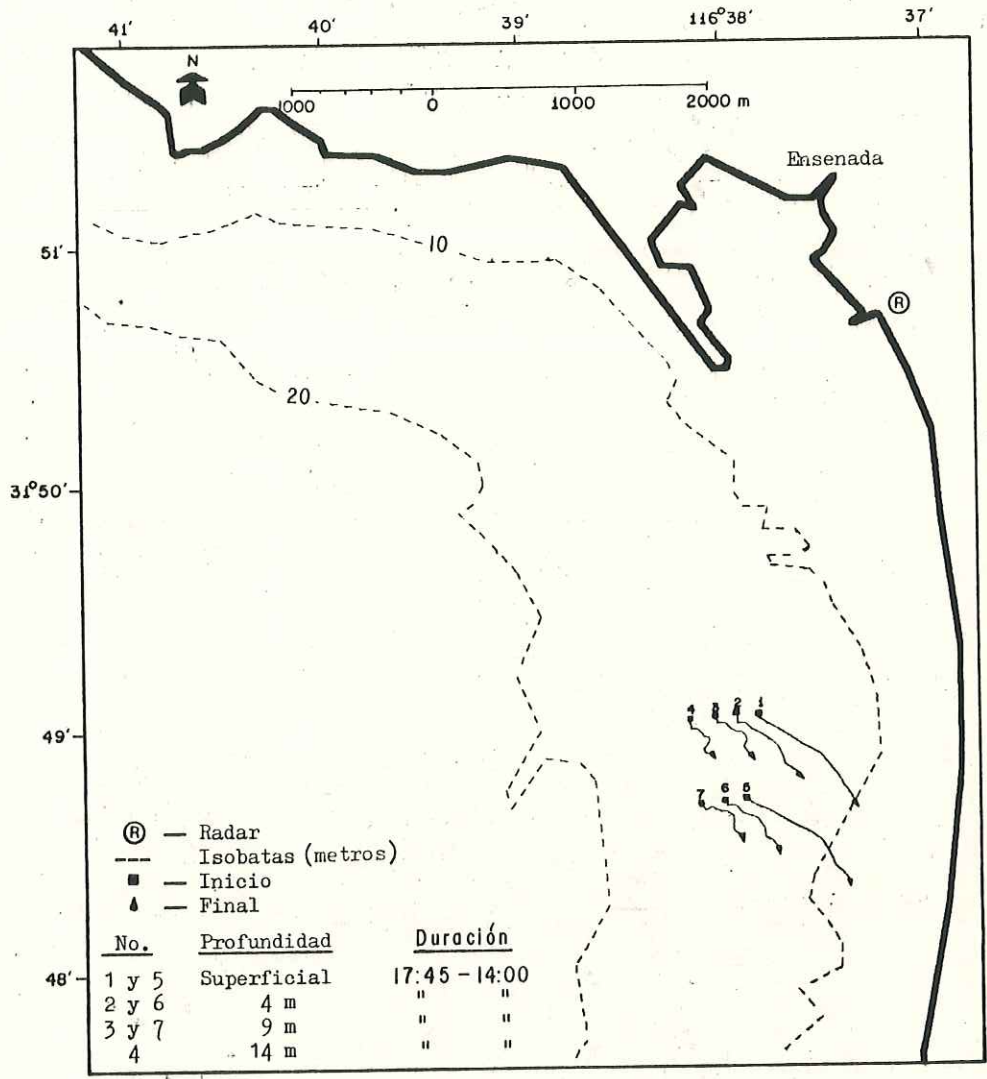 41' 40' 39' 116°38' 37'
N
1000 0 1000 2000 m
Ensenada
51'
10
R
20
31°50'
49'
4 3 2 1
7 6 5
R — Radar
---- Isobatas (metros)
— Inicio
— Final
No. Profundidad Duración
1 y 5 Superficial 17:45 - 14:00
2 y 6 4 m " "
3 y 7 9 m " "
4 14 m " "
48'